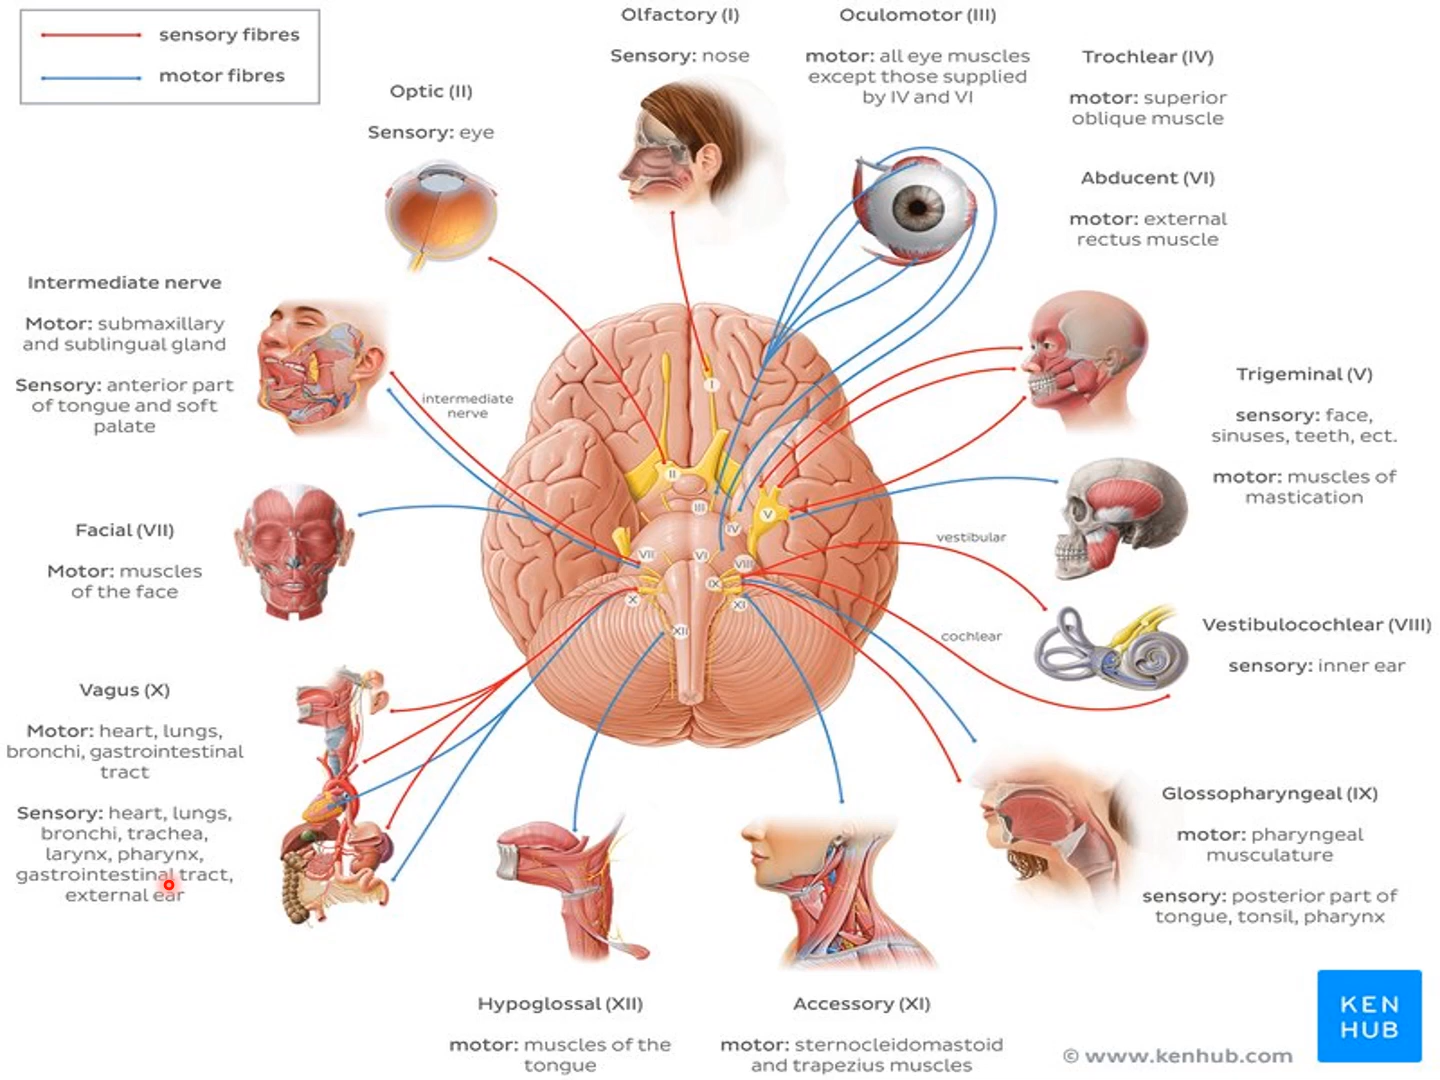 sensory fibres
motor fibres
Olfactory (I)
Sensory: nose
Oculomotor (III)
motor: all eye muscles
except those supplied
by IV and VI
Trochlear (IV)
motor: superior
oblique muscle
Optic (II)
Sensory: eye
Abducent (VI)
motor: external
rectus muscle
Intermediate nerve
Motor: submaxillary
and sublingual gland
Sensory: anterior part
of tongue and soft
palate
intermediate
nerve
Trigeminal (V)
sensory: face,
sinuses, teeth, ect.
motor: muscles of
mastication
Facial (VII)
Motor: muscles
of the face
I
II
III
IV
V
VI
VII
VIII
IX
X
XI
XII
vestibular
cochlear
Vestibulocochlear (VIII)
sensory: inner ear
Vagus (X)
Motor: heart, lungs,
bronchi, gastrointestinal
tract
Sensory: heart, lungs,
bronchi, trachea,
larynx, pharynx,
gastrointestinal tract,
external ear
Glossopharyngeal (IX)
motor: pharyngeal
musculature
sensory: posterior part of
tongue, tonsil, pharynx
Hypoglossal (XII)
motor: muscles of the
tongue
Accessory (XI)
motor: sternocleidomastoid
and trapezius muscles
KEN
HUB
© www.kenhub.com